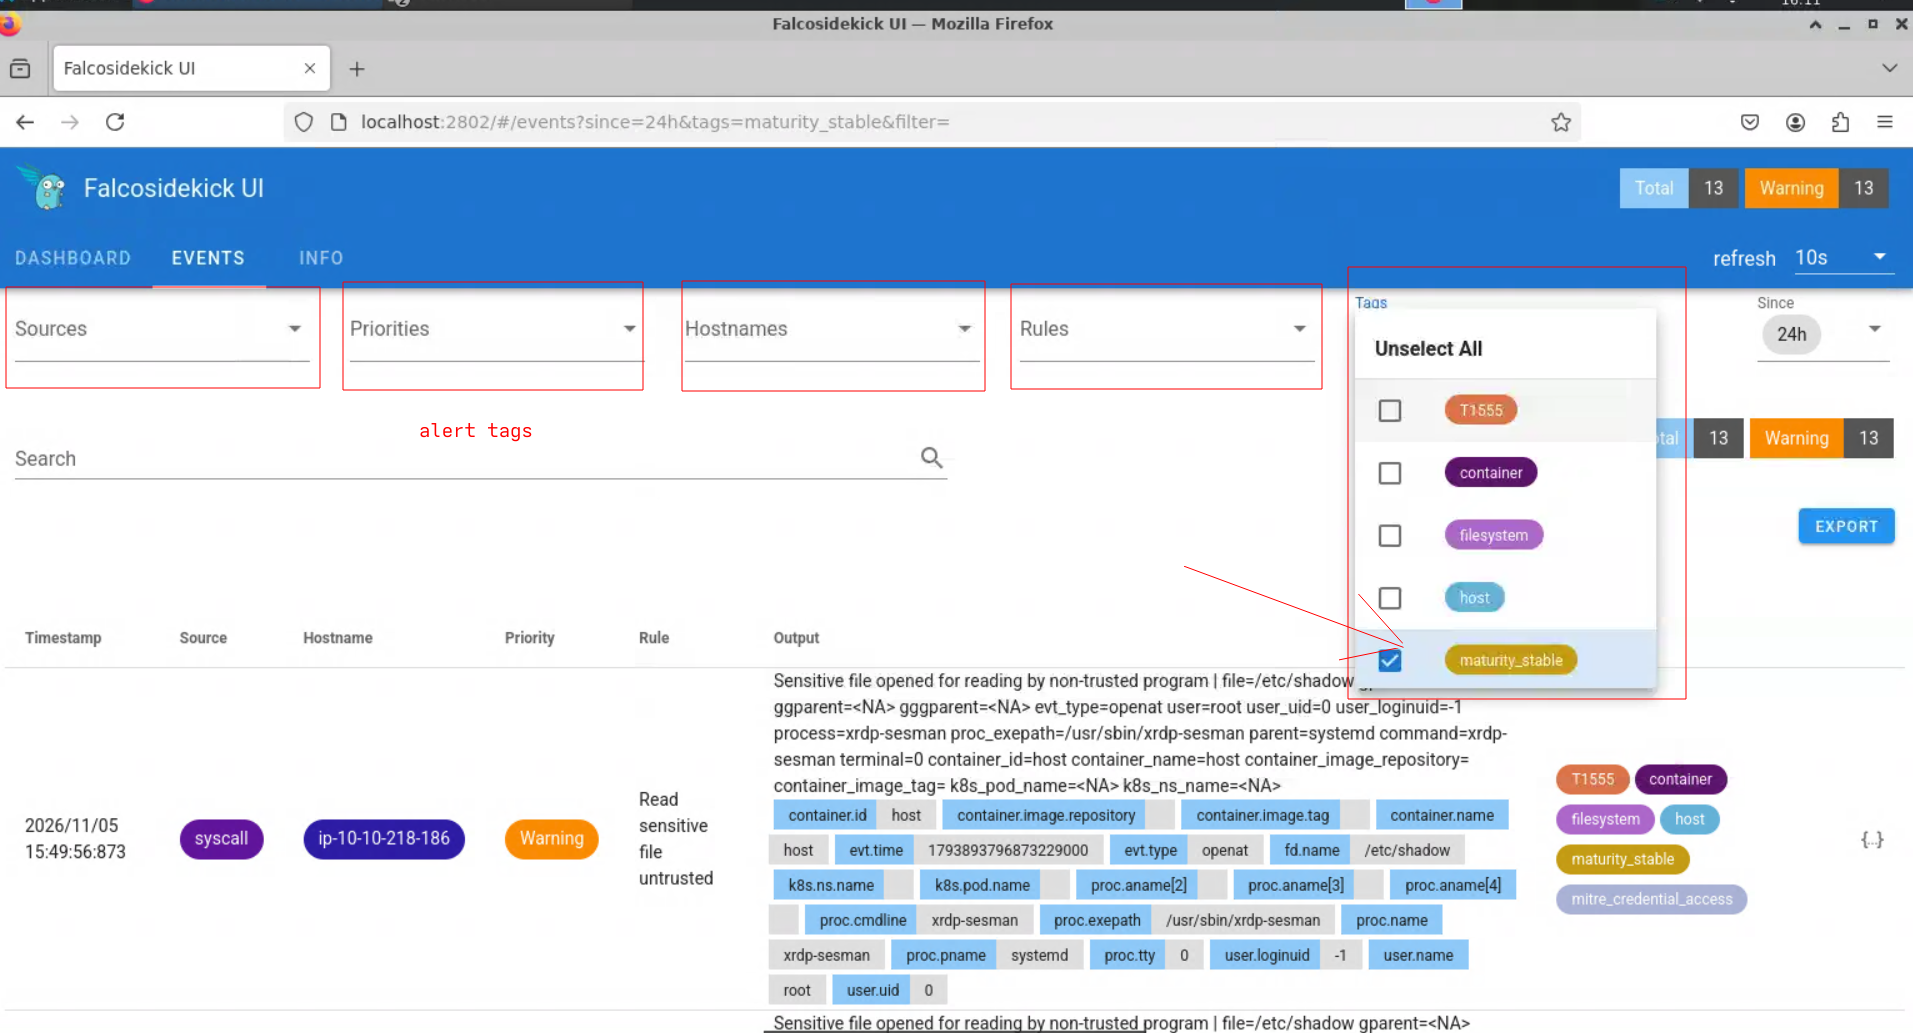 16:11
Falcosidekick UI — Mozilla Firefox
Falcosidekick UI
localhost:2802/#/events?since=24h&tags=maturity_stable&filter=
Falcosidekick UI
Total 13 Warning 13
DASHBOARD EVENTS INFO
refresh 10s
Sources Priorities Hostnames Rules Tags Since
24h
Unselect All
T1555
container
filesystem
host
maturity_stable
alert tags
Search
13 Warning 13
EXPORT
Timestamp Source Hostname Priority Rule Output
2026/11/05
15:49:56:873
syscall
ip-10-10-218-186
Warning
Read
sensitive
file
untrusted
Sensitive file opened for reading by non-trusted program | file=/etc/shadow
ggparent=<NA> gggparent=<NA> evt_type=openat user=root user_uid=0 user_loginuid=-1
process=xrdp-sesman proc_exepath=/usr/sbin/xrdp-sesman parent=systemd command=xrdp-
sesman terminal=0 container_id=host container_name=host container_image_repository=
container_image_tag= k8s_pod_name=<NA> k8s_ns_name=<NA>
container.id host container.image.repository container.image.tag container.name
host evt.time 1793893796873229000 evt.type openat fd.name /etc/shadow
k8s.ns.name k8s.pod.name proc.aname[2] proc.aname[3] proc.aname[4]
proc.cmdline xrdp-sesman proc.exepath /usr/sbin/xrdp-sesman proc.name
xrdp-sesman proc.pname systemd proc.tty 0 user.loginuid -1 user.name
root user.uid 0
T1555 container
filesystem host
maturity_stable
mitre_credential_access
{...}
Sensitive file opened for reading by non-trusted program | file=/etc/shadow gparent=<NA>